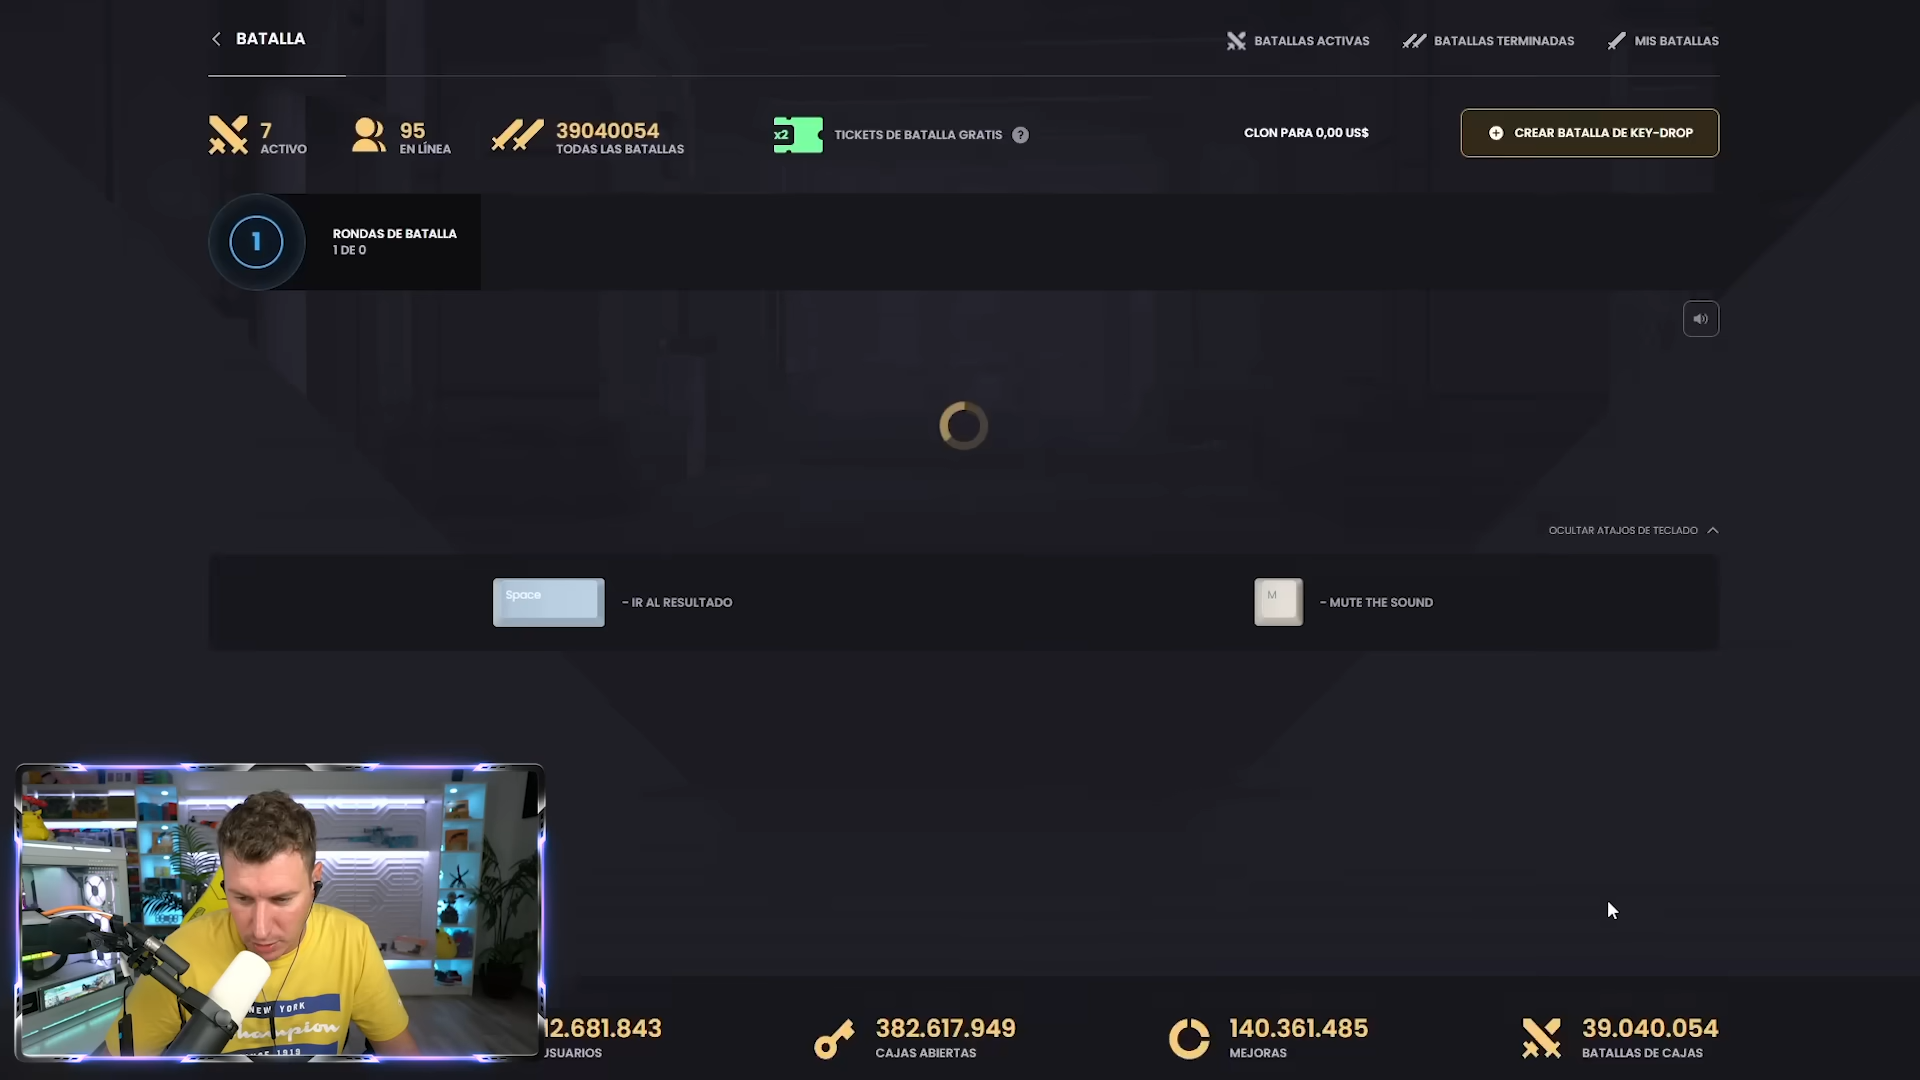 BATALLA
BATALLAS ACTIVAS
BATALLAS TERMINADAS
MIS BATALLAS
7
ACTIVO
95
EN LÍNEA
39040054
TODAS LAS BATALLAS
x2
TICKETS DE BATALLA GRATIS ?
CLON PARA 0,00 US$
CREAR BATALLA DE KEY-DROP
1
RONDAS DE BATALLA
1 DE 0
OCULTAR ATAJOS DE TECLADO
Space
- IR AL RESULTADO
M
- MUTE THE SOUND
NEW YORK
Champion
SINCE 1919
12.681.843
USUARIOS
382.617.949
CAJAS ABIERTAS
140.361.485
MEJORAS
39.040.054
BATALLAS DE CAJAS